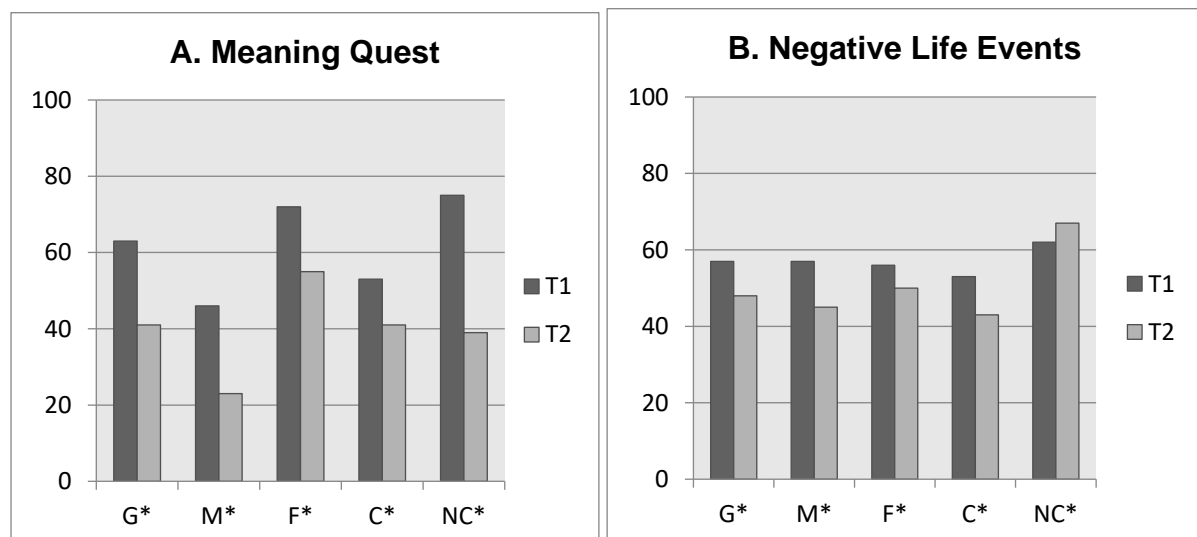 A. Meaning Quest
100
80
60
40
20
0
G* M* F* C* NC*
T1
T2
B. Negative Life Events
100
80
60
40
20
0
G* M* F* C* NC*
T1
T2